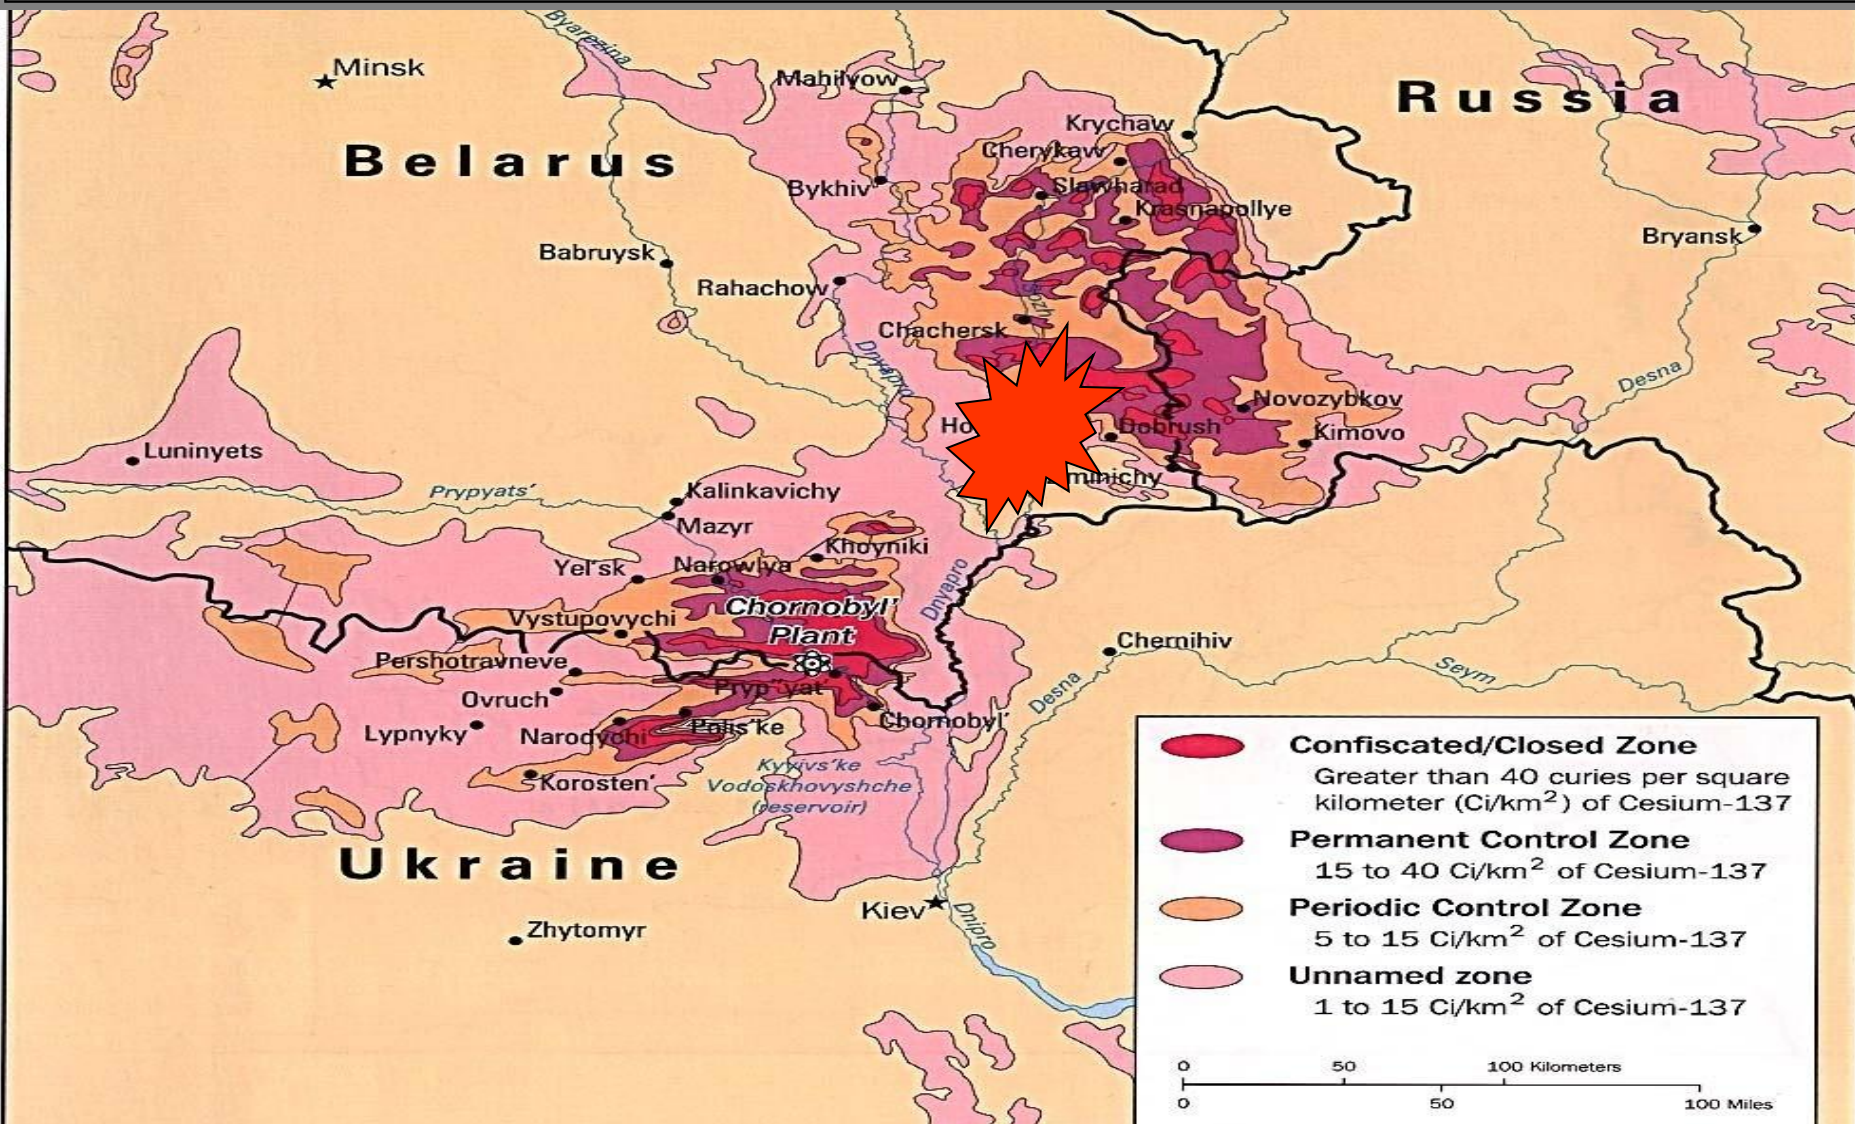 Byarezina
Minsk
Mahilyow
Russia
Krychaw
Belarus
Cherykaw
Bykhiv
Slawharad
Krasnapollye
Bryansk
Babruysk
Rahachow
Sozh
Chachersk
Dnyapro
Desna
Novozybkov
Ho
Dobrush
Kimovo
Luninyets
minichy
Prypyats'
Kalinkavichy
Mazyr
Khoyniki
Yel'sk
Narowlya
Dnyapro
Chornobyl'
Plant
Vystupovychi
Chernihiv
Pershotravneve
Seym
Pryp"yat'
Ovruch
Desna
Chornobyl'
Lypnyky
Narodychi
Polis'ke
Korosten'
Kyyivs'ke
Vodoskhovyshche
(reservoir)
Ukraine
Kiev
Dnipro
Zhytomyr
Confiscated/Closed Zone
Greater than 40 curies per square
kilometer (Ci/km²) of Cesium-137
Permanent Control Zone
15 to 40 Ci/km² of Cesium-137
Periodic Control Zone
5 to 15 Ci/km² of Cesium-137
Unnamed zone
1 to 15 Ci/km² of Cesium-137
0 50 100 Kilometers
0 50 100 Miles